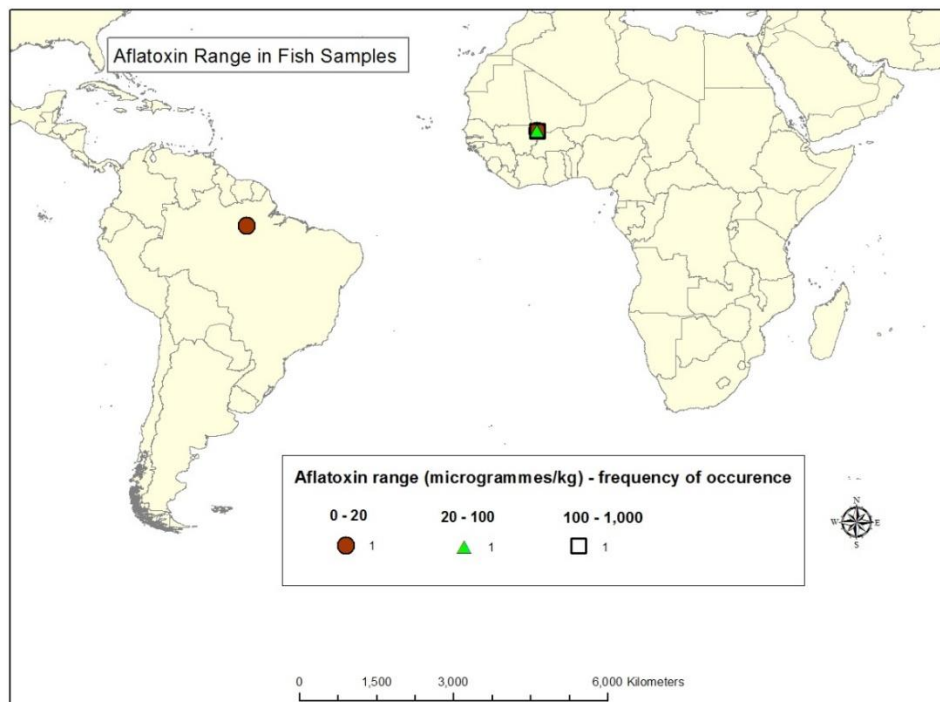 Aflatoxin Range in Fish Samples
Aflatoxin range (microgrammes/kg) - frequency of occurence
0 - 20 20 - 100 100 - 1,000
1 1 1
N
W E
S
0 1,500 3,000 6,000 Kilometers